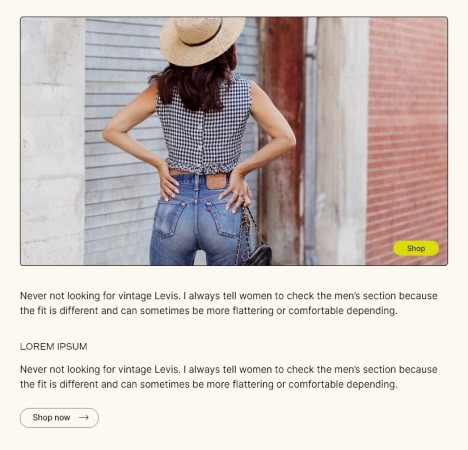 Shop
Never not looking for vintage Levis. I always tell women to check the men's section because
the fit is different and can sometimes be more flattering or comfortable depending.
LOREM IPSUM
Never not looking for vintage Levis. I always tell women to check the men's section because
the fit is different and can sometimes be more flattering or comfortable depending.
Shop now